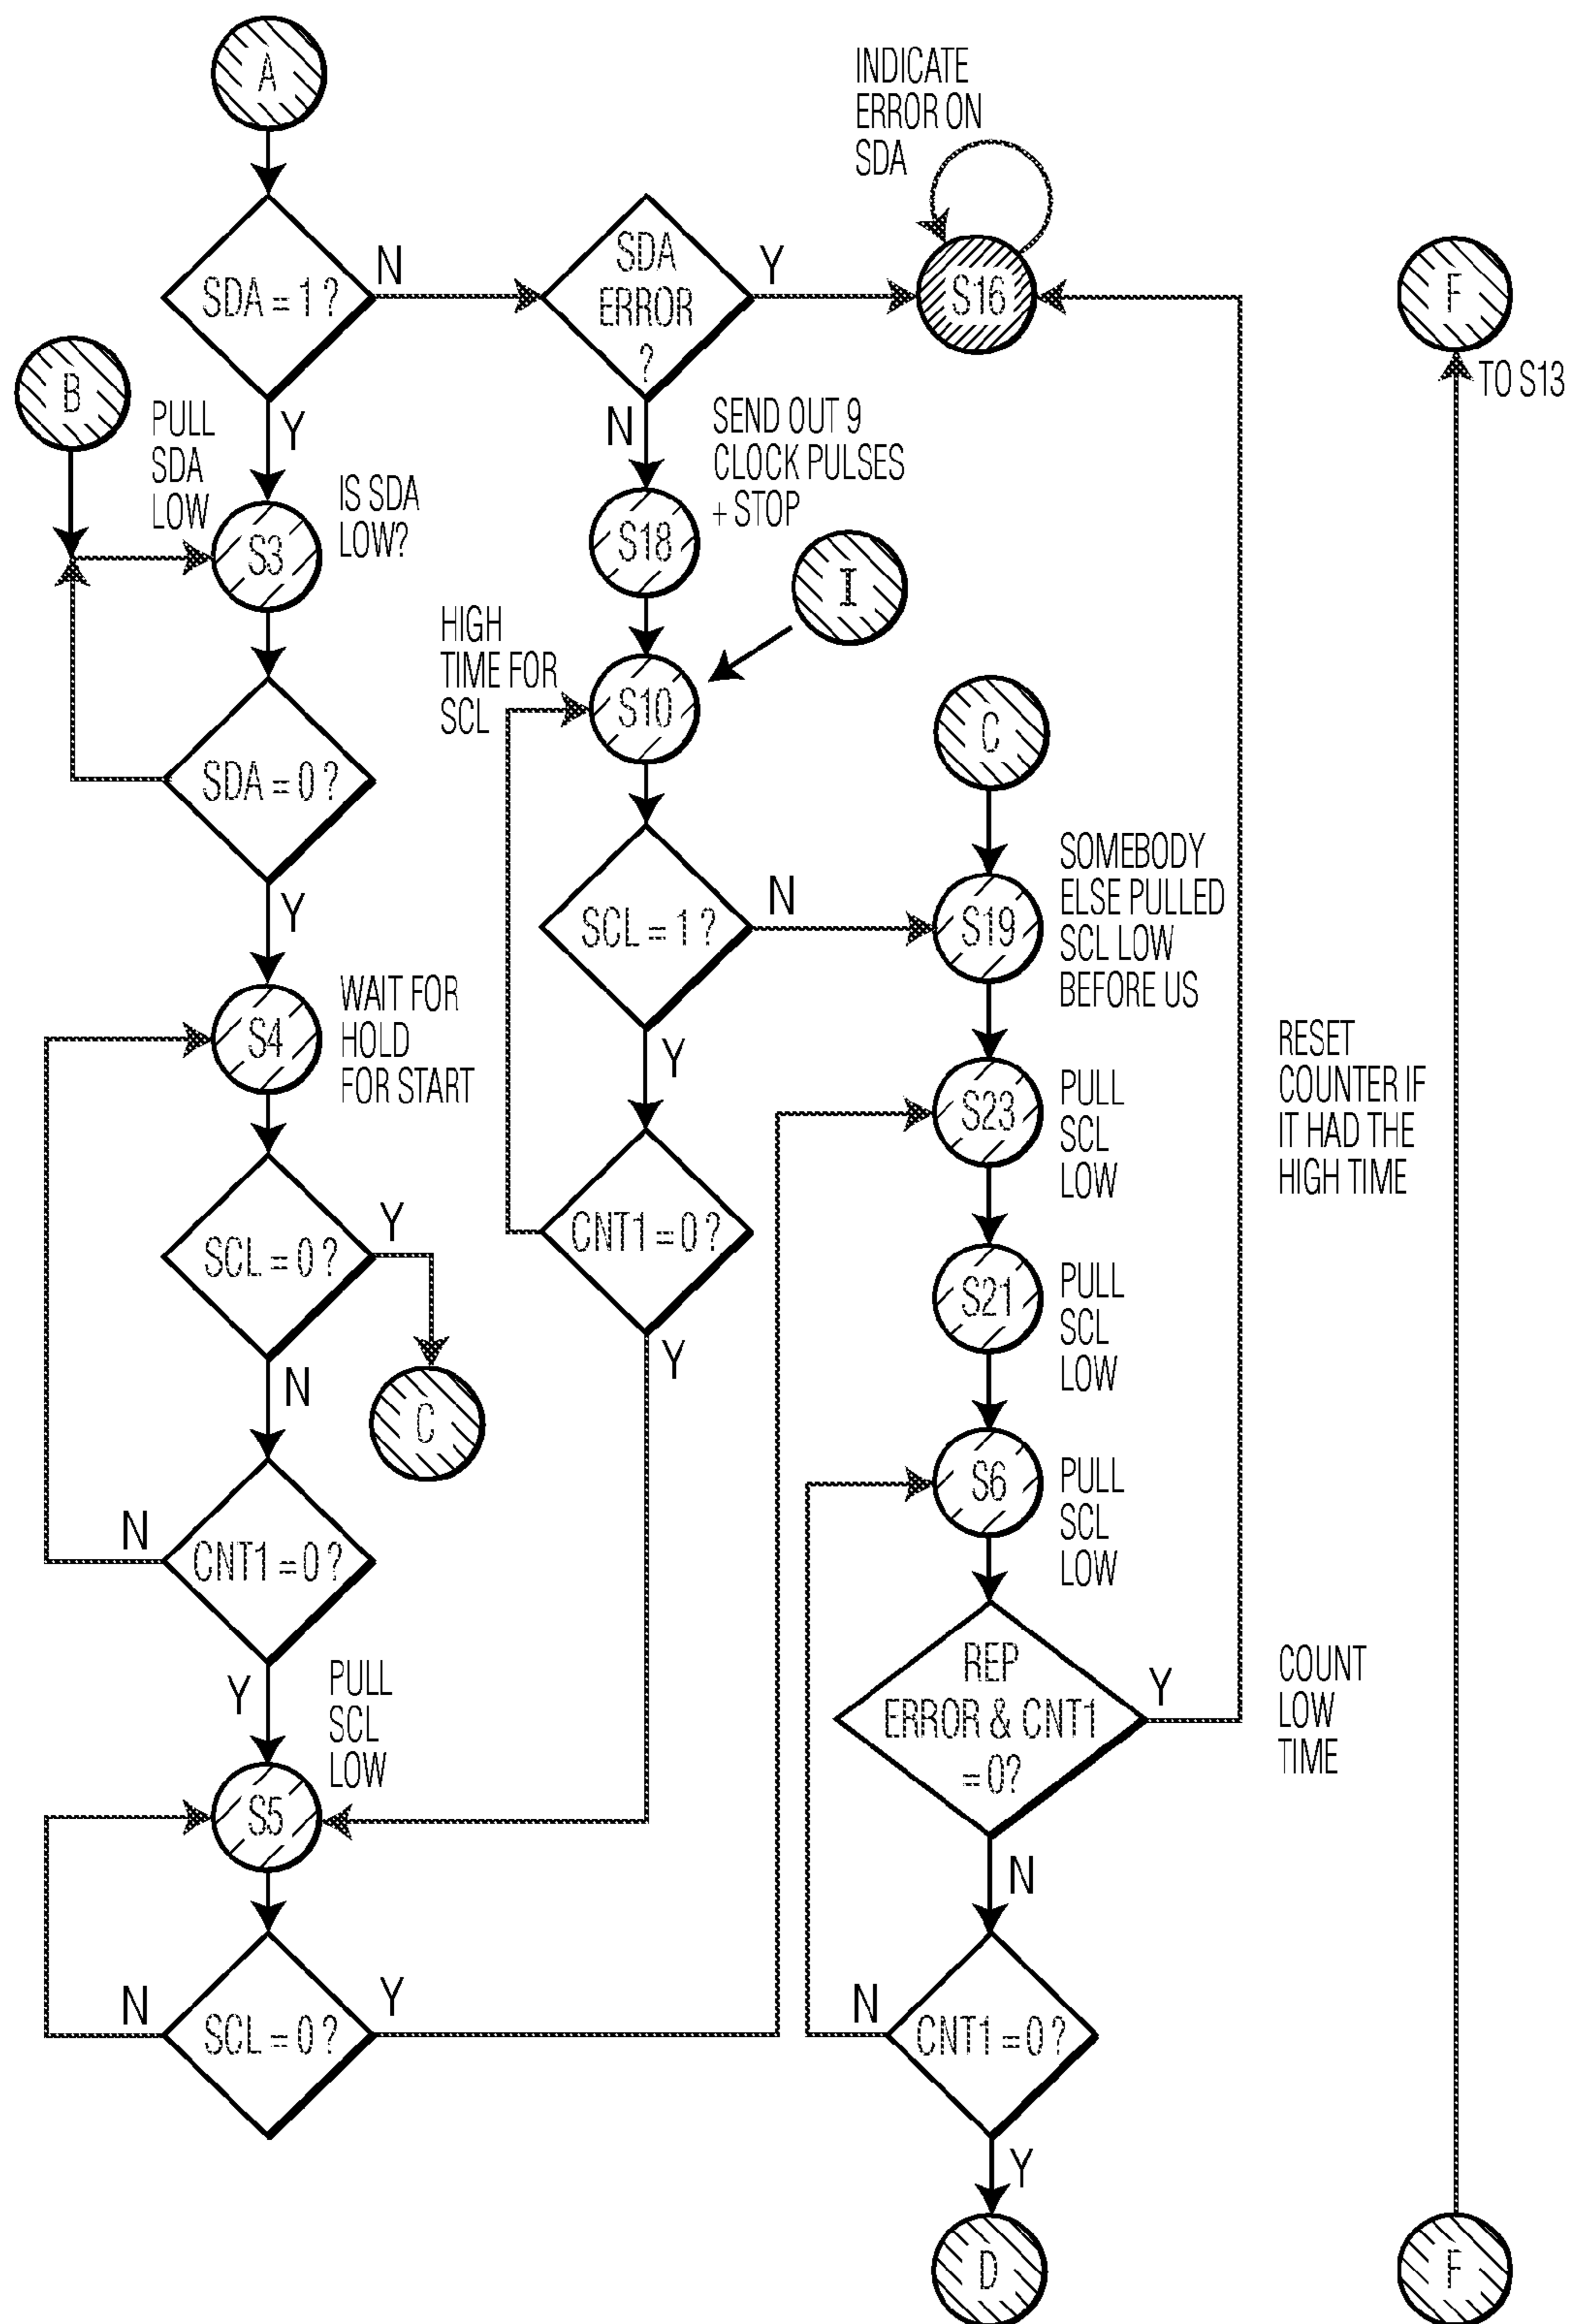 A
INDICATE
ERROR ON
SDA
SDA = 1 ?
N
SDA
ERROR
?
Y
S16
F
TO S13
B
PULL
SDA
LOW
Y
IS SDA
LOW?
S3
N
SEND OUT 9
CLOCK PULSES
+ STOP
S18
I
HIGH
TIME FOR
SCL
S10
C
SDA = 0 ?
Y
SCL = 1 ?
N
S19
SOMEBODY
ELSE PULLED
SCL LOW
BEFORE US
S4
WAIT FOR
HOLD
FOR START
Y
S23
PULL
SCL
LOW
RESET
COUNTER IF
IT HAD THE
HIGH TIME
SCL = 0 ?
Y
CNT1 = 0 ?
S21
PULL
SCL
LOW
N
C
Y
S6
PULL
SCL
LOW
N
CNT1 = 0 ?
Y
PULL
SCL
LOW
REP
ERROR & CNT1
= 0?
Y
COUNT
LOW
TIME
S5
N
N
SCL = 0 ?
Y
N
CNT1 = 0 ?
Y
D
F